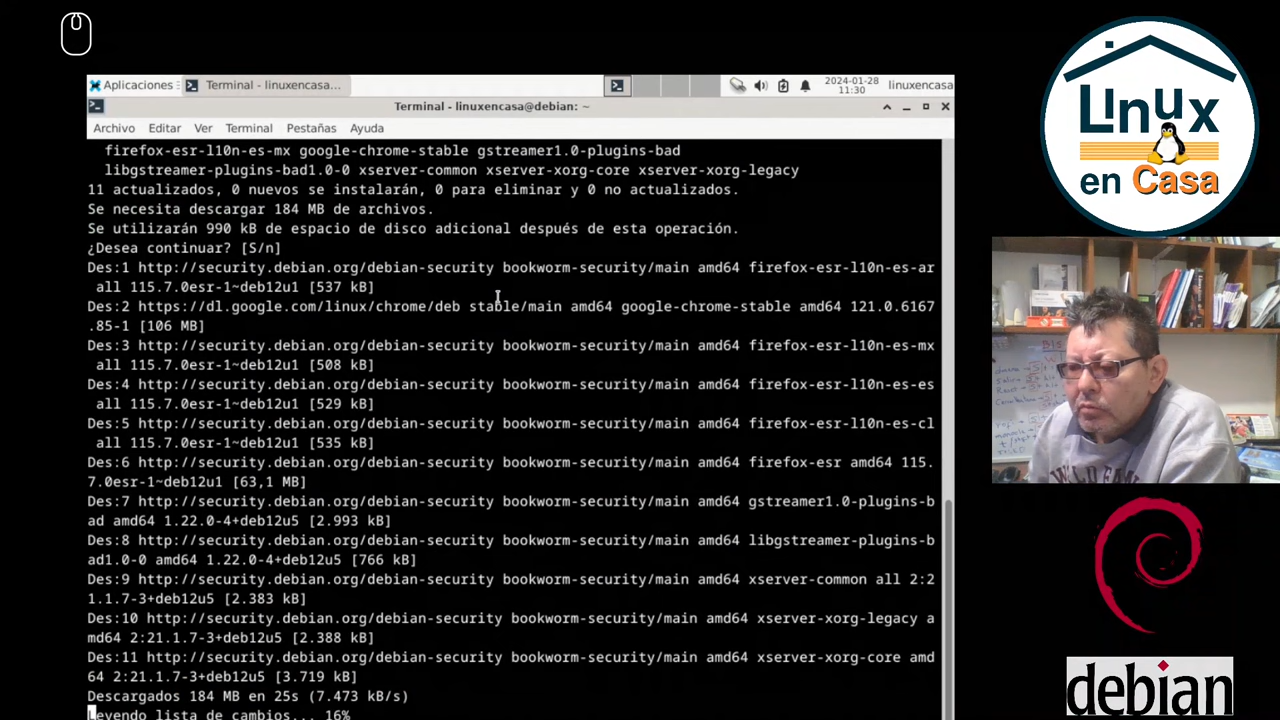 Aplicaciones
Terminal - linuxencasa...
2024-01-28
11:30
linuxencasa
Terminal - linuxencasa@debian: ~
Archivo Editar Ver Terminal Pestañas Ayuda
firefox-esr-l10n-es-mx google-chrome-stable gstreamer1.0-plugins-bad
libgstreamer-plugins-bad1.0-0 xserver-common xserver-xorg-core xserver-xorg-legacy
11 actualizados, 0 nuevos se instalarán, 0 para eliminar y 0 no actualizados.
Se necesita descargar 184 MB de archivos.
Se utilizarán 990 kB de espacio de disco adicional después de esta operación.
¿Desea continuar? [S/n]
Des:1 http://security.debian.org/debian-security bookworm-security/main amd64 firefox-esr-l10n-es-ar
all 115.7.0esr-1~deb12u1 [537 kB]
Des:2 https://dl.google.com/linux/chrome/deb stable/main amd64 google-chrome-stable amd64 121.0.6167
.85-1 [106 MB]
Des:3 http://security.debian.org/debian-security bookworm-security/main amd64 firefox-esr-l10n-es-mx
all 115.7.0esr-1~deb12u1 [508 kB]
Des:4 http://security.debian.org/debian-security bookworm-security/main amd64 firefox-esr-l10n-es-es
all 115.7.0esr-1~deb12u1 [529 kB]
Des:5 http://security.debian.org/debian-security bookworm-security/main amd64 firefox-esr-l10n-es-cl
all 115.7.0esr-1~deb12u1 [535 kB]
Des:6 http://security.debian.org/debian-security bookworm-security/main amd64 firefox-esr amd64 115.
7.0esr-1~deb12u1 [63,1 MB]
Des:7 http://security.debian.org/debian-security bookworm-security/main amd64 gstreamer1.0-plugins-b
ad amd64 1.22.0-4+deb12u5 [2.993 kB]
Des:8 http://security.debian.org/debian-security bookworm-security/main amd64 libgstreamer-plugins-b
ad1.0-0 amd64 1.22.0-4+deb12u5 [766 kB]
Des:9 http://security.debian.org/debian-security bookworm-security/main amd64 xserver-common all 2:2
1.1.7-3+deb12u5 [2.383 kB]
Des:10 http://security.debian.org/debian-security bookworm-security/main amd64 xserver-xorg-legacy a
md64 2:21.1.7-3+deb12u5 [2.388 kB]
Des:11 http://security.debian.org/debian-security bookworm-security/main amd64 xserver-xorg-core amd
64 2:21.1.7-3+deb12u5 [3.719 kB]
Descargados 184 MB en 25s (7.473 kB/s)
Leyendo lista de cambios... 16%
LInux
en Casa
debian